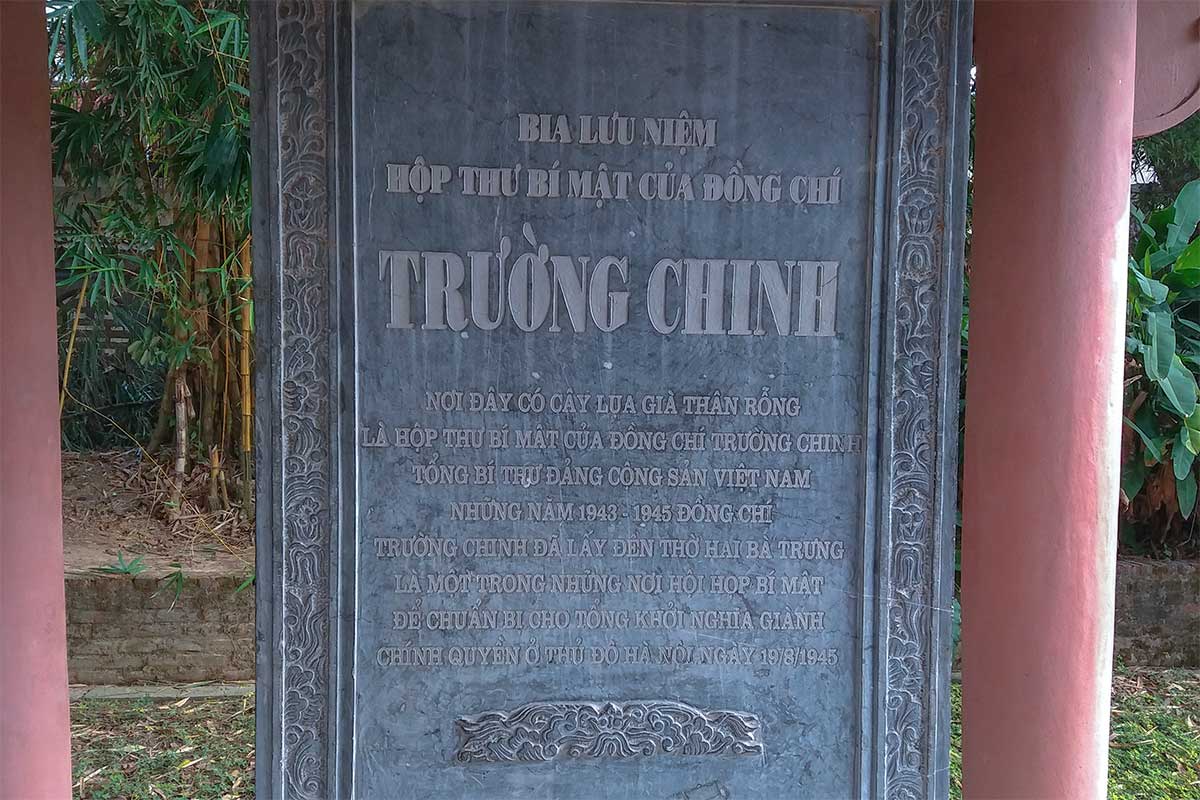 BIA LƯU NIỆM
HỘP THƯ BÍ MẬT CỦA ĐỒNG CHÍ
TRƯỜNG CHINH
NƠI ĐÂY CÓ CÂY LỤA GIÀ THÂN RỖNG
LÀ HỘP THƯ BÍ MẬT CỦA ĐỒNG CHÍ TRƯỜNG CHINH
TỔNG BÍ THƯ ĐẢNG CỘNG SẢN VIỆT NAM
NHỮNG NĂM 1943 - 1945 ĐỒNG CHÍ
TRƯỜNG CHINH ĐÃ LẤY ĐỀN THỜ HAI BÀ TRƯNG
LÀ MỘT TRONG NHỮNG NƠI HỘI HỌP BÍ MẬT
ĐỂ CHUẨN BỊ CHO TỔNG KHỞI NGHĨA GIÀNH
CHÍNH QUYỀN Ở THỦ ĐÔ HÀ NỘI NGÀY 19/8/1945